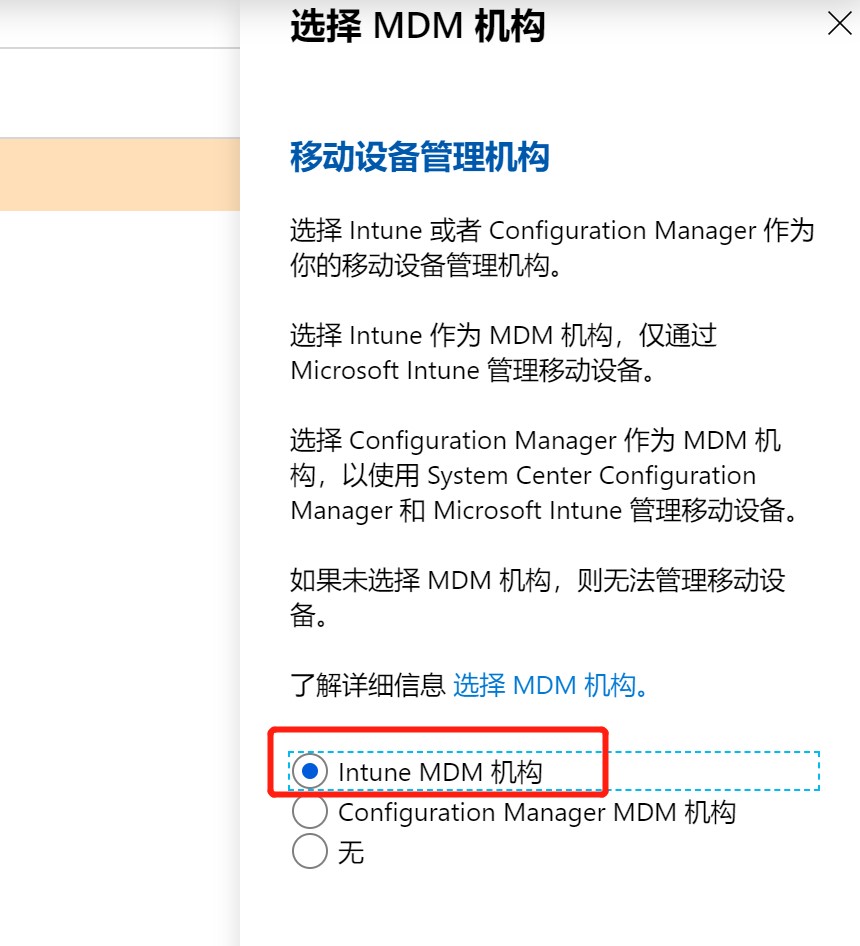 选择 MDM 机构
移动设备管理机构
选择 Intune 或者 Configuration Manager 作为
你的移动设备管理机构。
选择 Intune 作为 MDM 机构，仅通过
Microsoft Intune 管理移动设备。
选择 Configuration Manager 作为 MDM 机
构，以使用 System Center Configuration
Manager 和 Microsoft Intune 管理移动设备。
如果未选择 MDM 机构，则无法管理移动设
备。
了解详细信息 选择 MDM 机构。
Intune MDM 机构
Configuration Manager MDM 机构
无